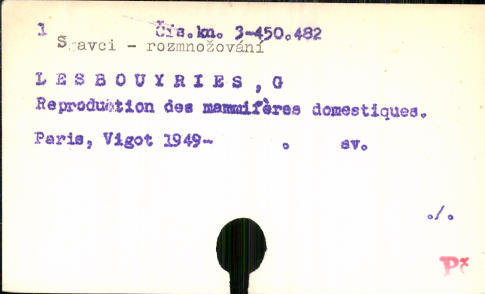 1 Čís.kn. 3-450.482
Savci - rozmnožování
LESBOUYRIES, G
Reproduction des mammifères domestiques.
Paris, Vigot 1949- . sv.
./.